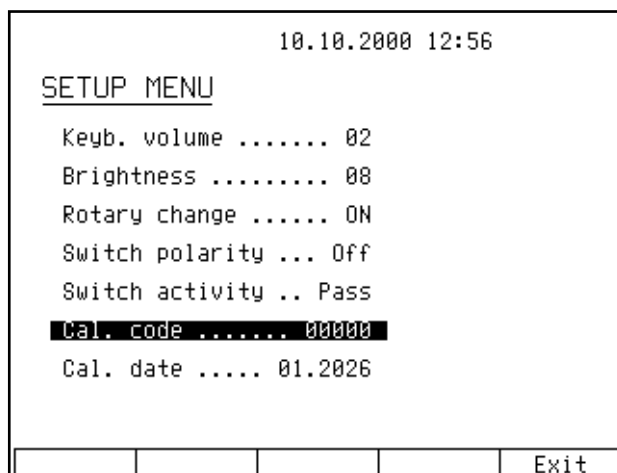 10.10.2000 12:56
SETUP MENU
Keyb. volume ....... 02
Brightness ......... 08
Rotary change ...... ON
Switch polarity ... Off
Switch activity .. Pass
Cal. code ....... 00000
Cal. date ..... 01.2026
Exit